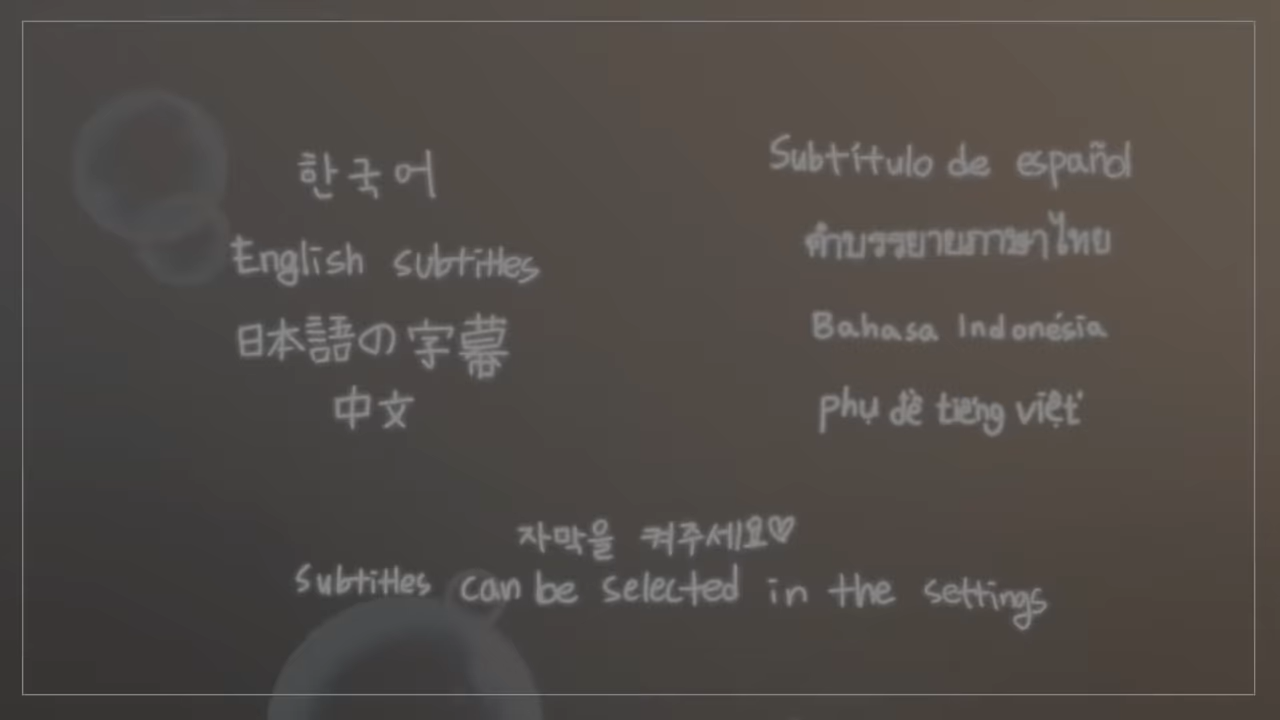 한국어
English subtitles
日本語の字幕
中文
Subtítulo de español
คำบรรยายภาษาไทย
Bahasa Indonésia
phụ đề tiếng việt
자막을 켜주세요♡
Subtitles can be selected in the settings